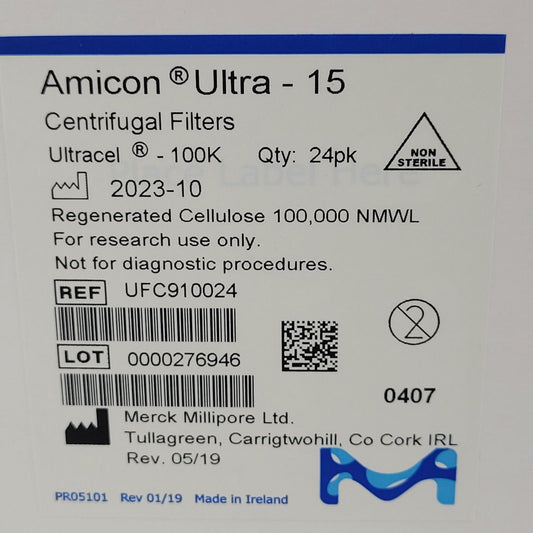 Amicon ® Ultra - 15
Centrifugal Filters
Ultracel ® - 100K Qty: 24pk
NON
STERILE
2023-10
Place Label Here
Regenerated Cellulose 100,000 NMWL
For research use only.
Not for diagnostic procedures.
REF UFC910024
2
LOT 0000276946
0407
Merck Millipore Ltd.
Tullagreen, Carrigtwohill, Co Cork IRL
Rev. 05/19
PR05101 Rev 01/19 Made in Ireland
M